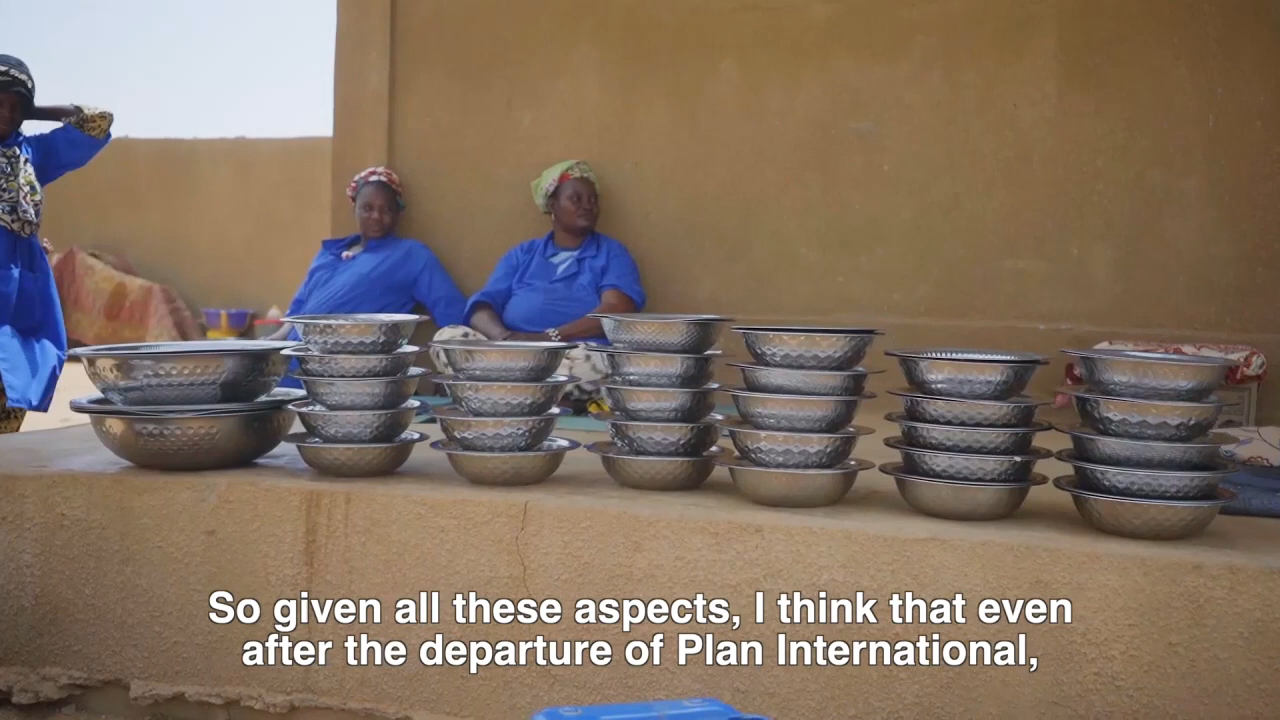 So given all these aspects, I think that even
after the departure of Plan International,